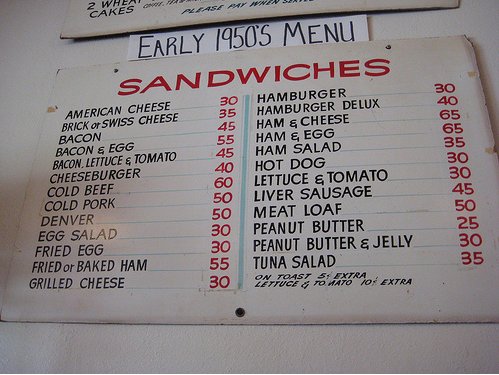 2 WHEAT
CAKES
PLEASE PAY WHEN SERVED
EARLY 1950'S MENU
SANDWICHES
AMERICAN CHEESE 30
BRICK or SWISS CHEESE 35
BACON 45
BACON & EGG 55
BACON, LETTUCE & TOMATO 45
CHEESEBURGER 40
COLD BEEF 60
COLD PORK 50
DENVER 50
EGG SALAD 30
FRIED EGG 30
FRIED or BAKED HAM 55
GRILLED CHEESE 30
HAMBURGER 30
HAMBURGER DELUX 40
HAM & CHEESE 65
HAM & EGG 65
HAM SALAD 35
HOT DOG 30
LETTUCE & TOMATO 30
LIVER SAUSAGE 45
MEAT LOAF 50
PEANUT BUTTER 25
PEANUT BUTTER & JELLY 30
TUNA SALAD 35
ON TOAST 5¢ EXTRA
LETTUCE & TOMATO 10¢ EXTRA